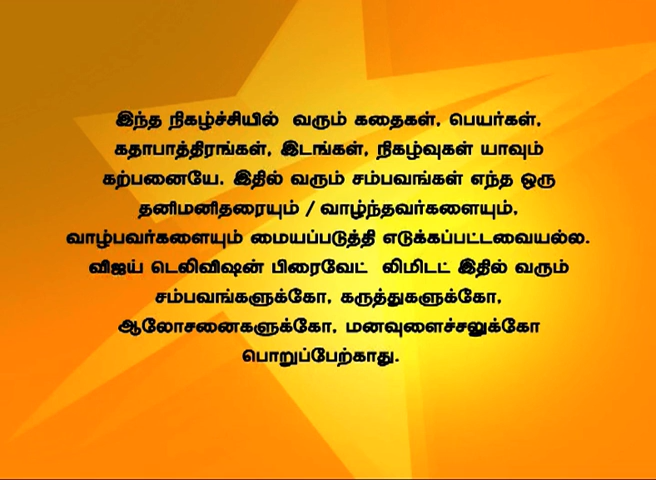 இந்த நிகழ்ச்சியில் வரும் கதைகள், பெயர்கள்,
கதாபாத்திரங்கள், இடங்கள், நிகழ்வுகள் யாவும்
கற்பனையே. இதில் வரும் சம்பவங்கள் எந்த ஒரு
தனிமனிதரையும் / வாழ்ந்தவர்களையும்,
வாழ்பவர்களையும் மையப்படுத்தி எடுக்கப்பட்டவையல்ல.
விஜய் டெலிவிஷன் பிரைவேட் லிமிடட் இதில் வரும்
சம்பவங்களுக்கோ, கருத்துகளுக்கோ,
ஆலோசனைகளுக்கோ, மனவுளைச்சலுக்கோ
பொறுப்பேற்காது.